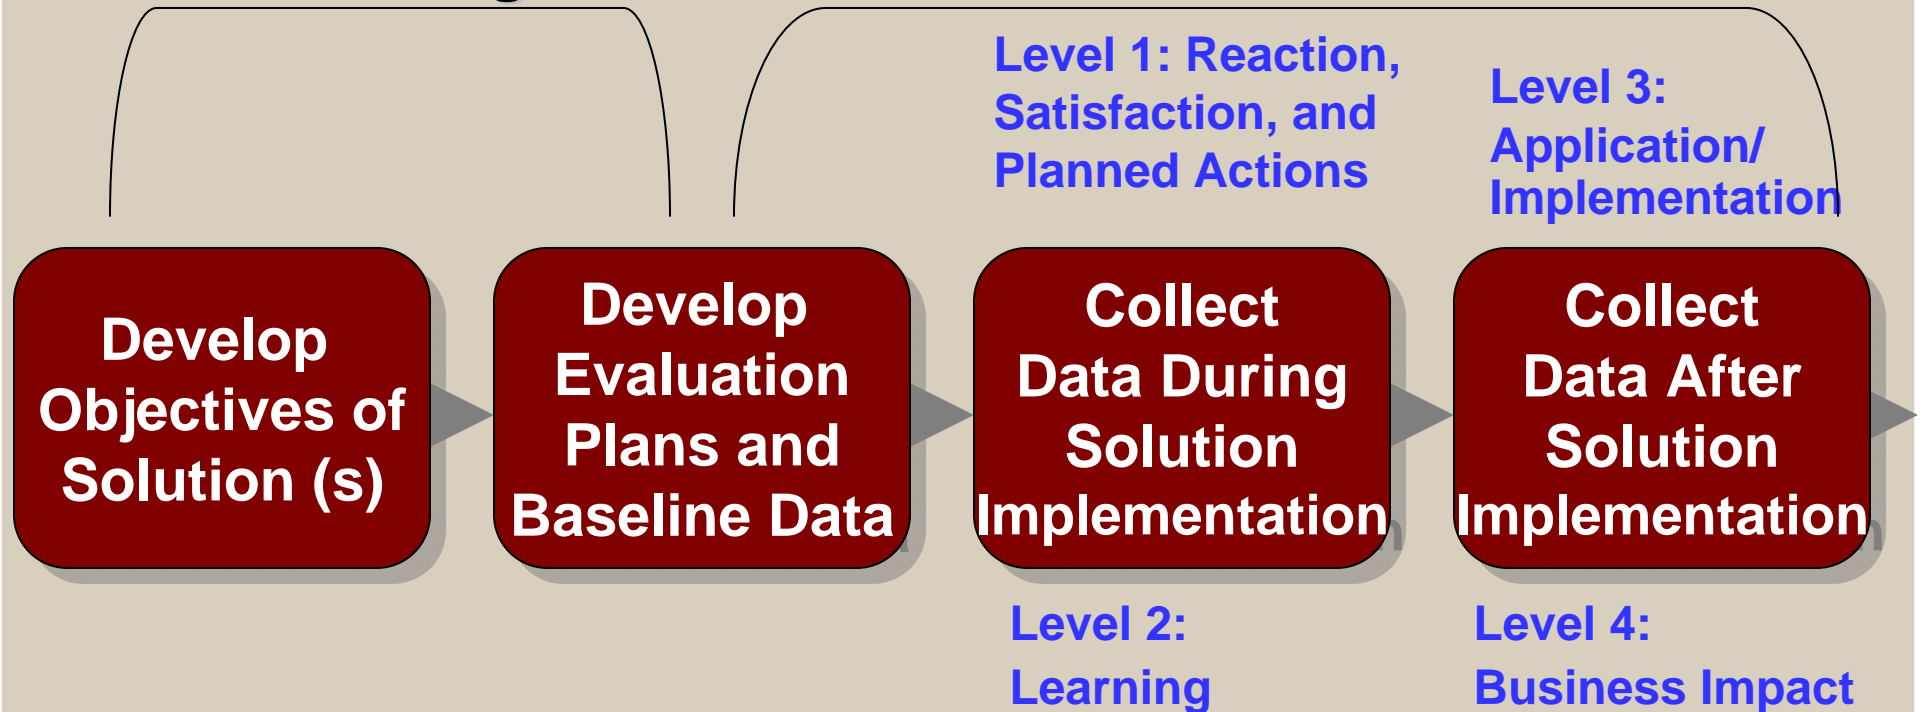 Level 1: Reaction,
Satisfaction, and
Planned Actions
Level 3:
Application/
Implementation
Develop
Objectives of
Solution (s)
Develop
Evaluation
Plans and
Baseline Data
Collect
Data During
Solution
Implementation
Collect
Data After
Solution
Implementation
Level 2:
Learning
Level 4:
Business Impact